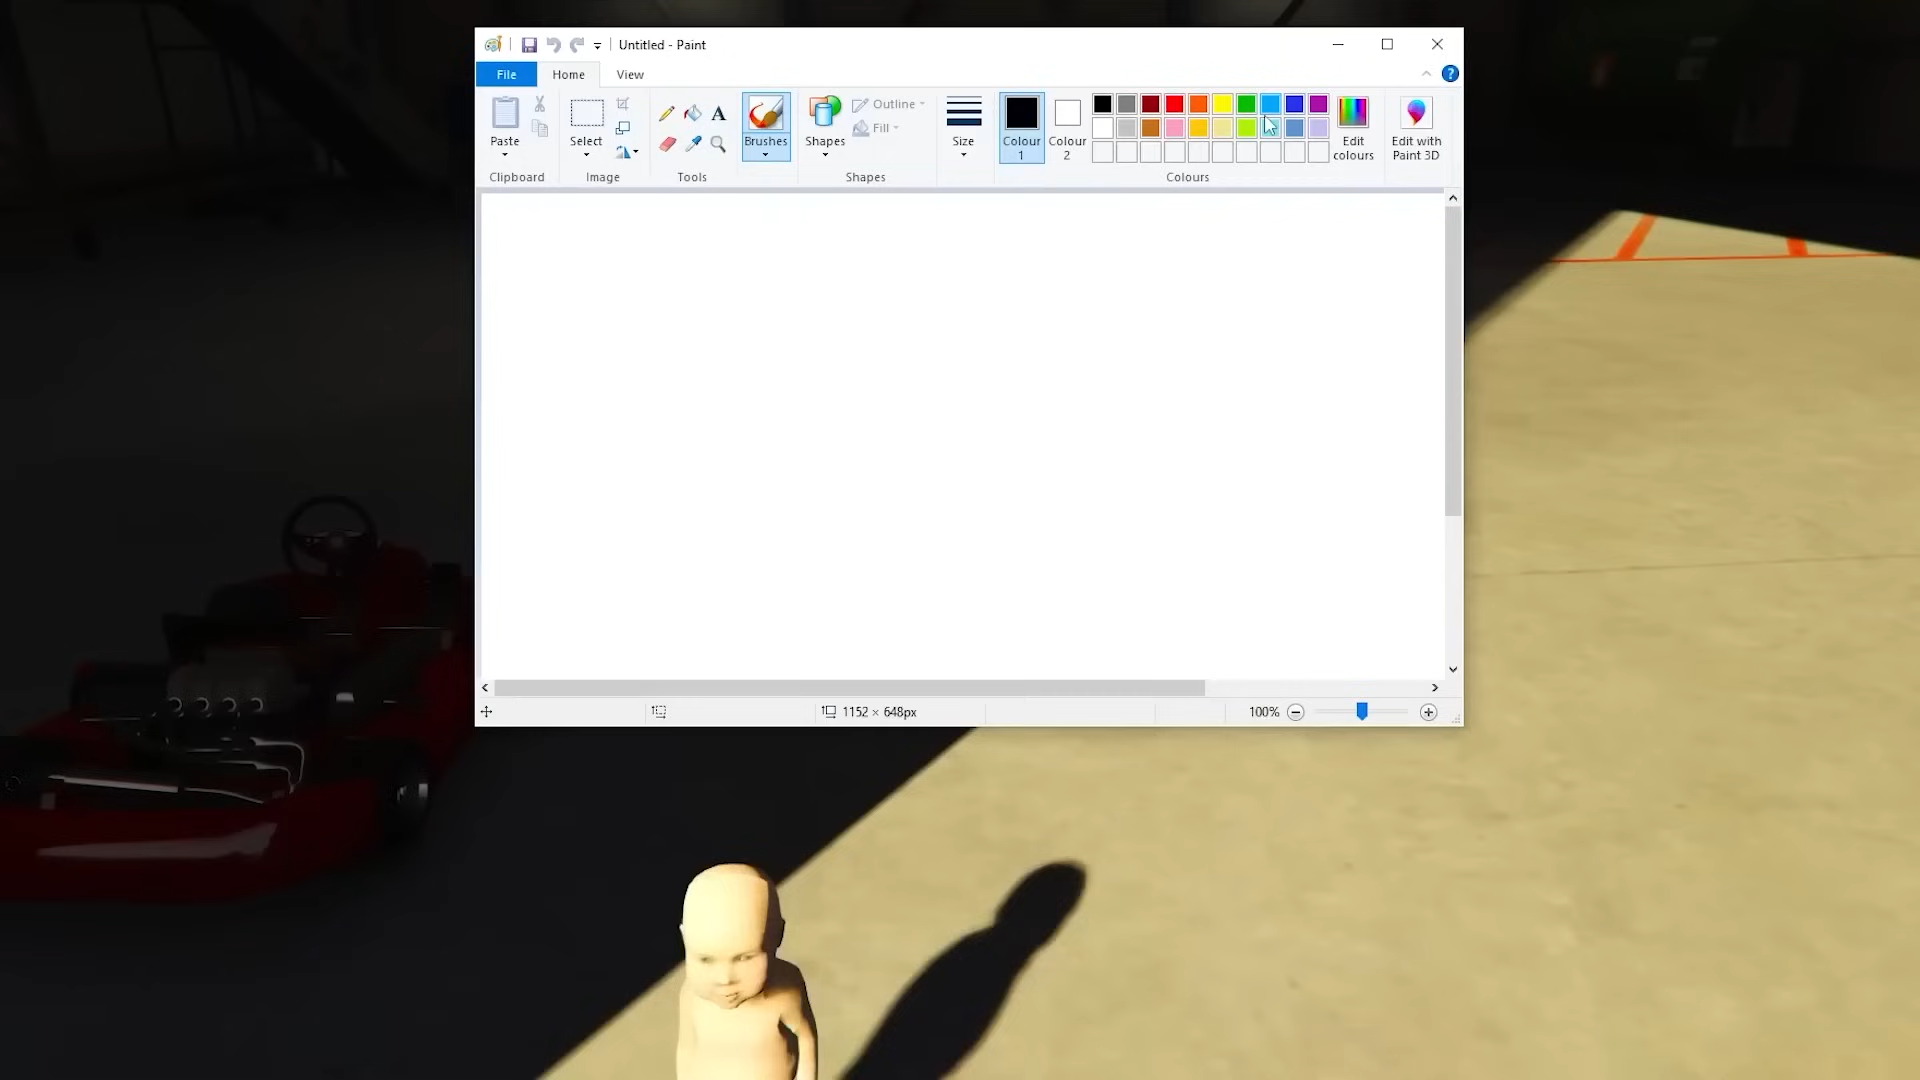 Untitled - Paint
File Home View
Paste
Select
A
Brushes
Shapes
Outline
Fill
Size
Colour 1
Colour 2
Edit colours
Edit with Paint 3D
?
Clipboard Image Tools Shapes Colours
1152 × 648px
100%